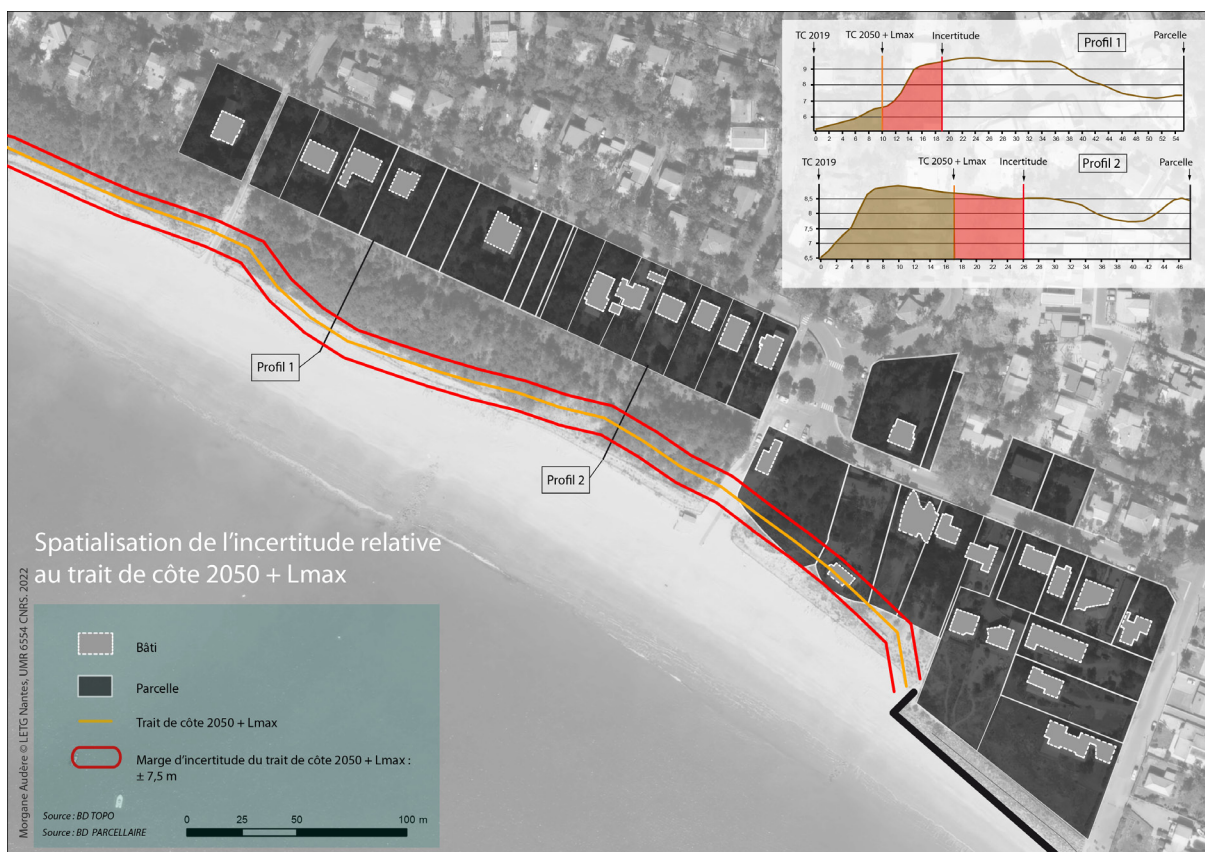 TC 2019
TC 2050 + Lmax
Incertitude
Profil 1
Parcelle
9
8
7
6
0 2 4 6 8 10 12 14 16 18 20 22 24 26 28 30 32 34 36 38 40 42 44 46 48 50 52 54
TC 2019
TC 2050 + Lmax
Incertitude
Profil 2
Parcelle
8,5
8
7,5
7
6,5
0 2 4 6 8 10 12 14 16 18 20 22 24 26 28 30 32 34 36 38 40 42 44 46
Profil 1
Profil 2
Spatialisation de l'incertitude relative
au trait de côte 2050 + Lmax
Bâti
Parcelle
Trait de côte 2050 + Lmax
Marge d'incertitude du trait de côte 2050 + Lmax :
± 7,5 m
Source : BD TOPO
Source : BD PARCELLAIRE
0 25 50 100 m
Morgane Audère © LETG Nantes, UMR 6554 CNRS. 2022